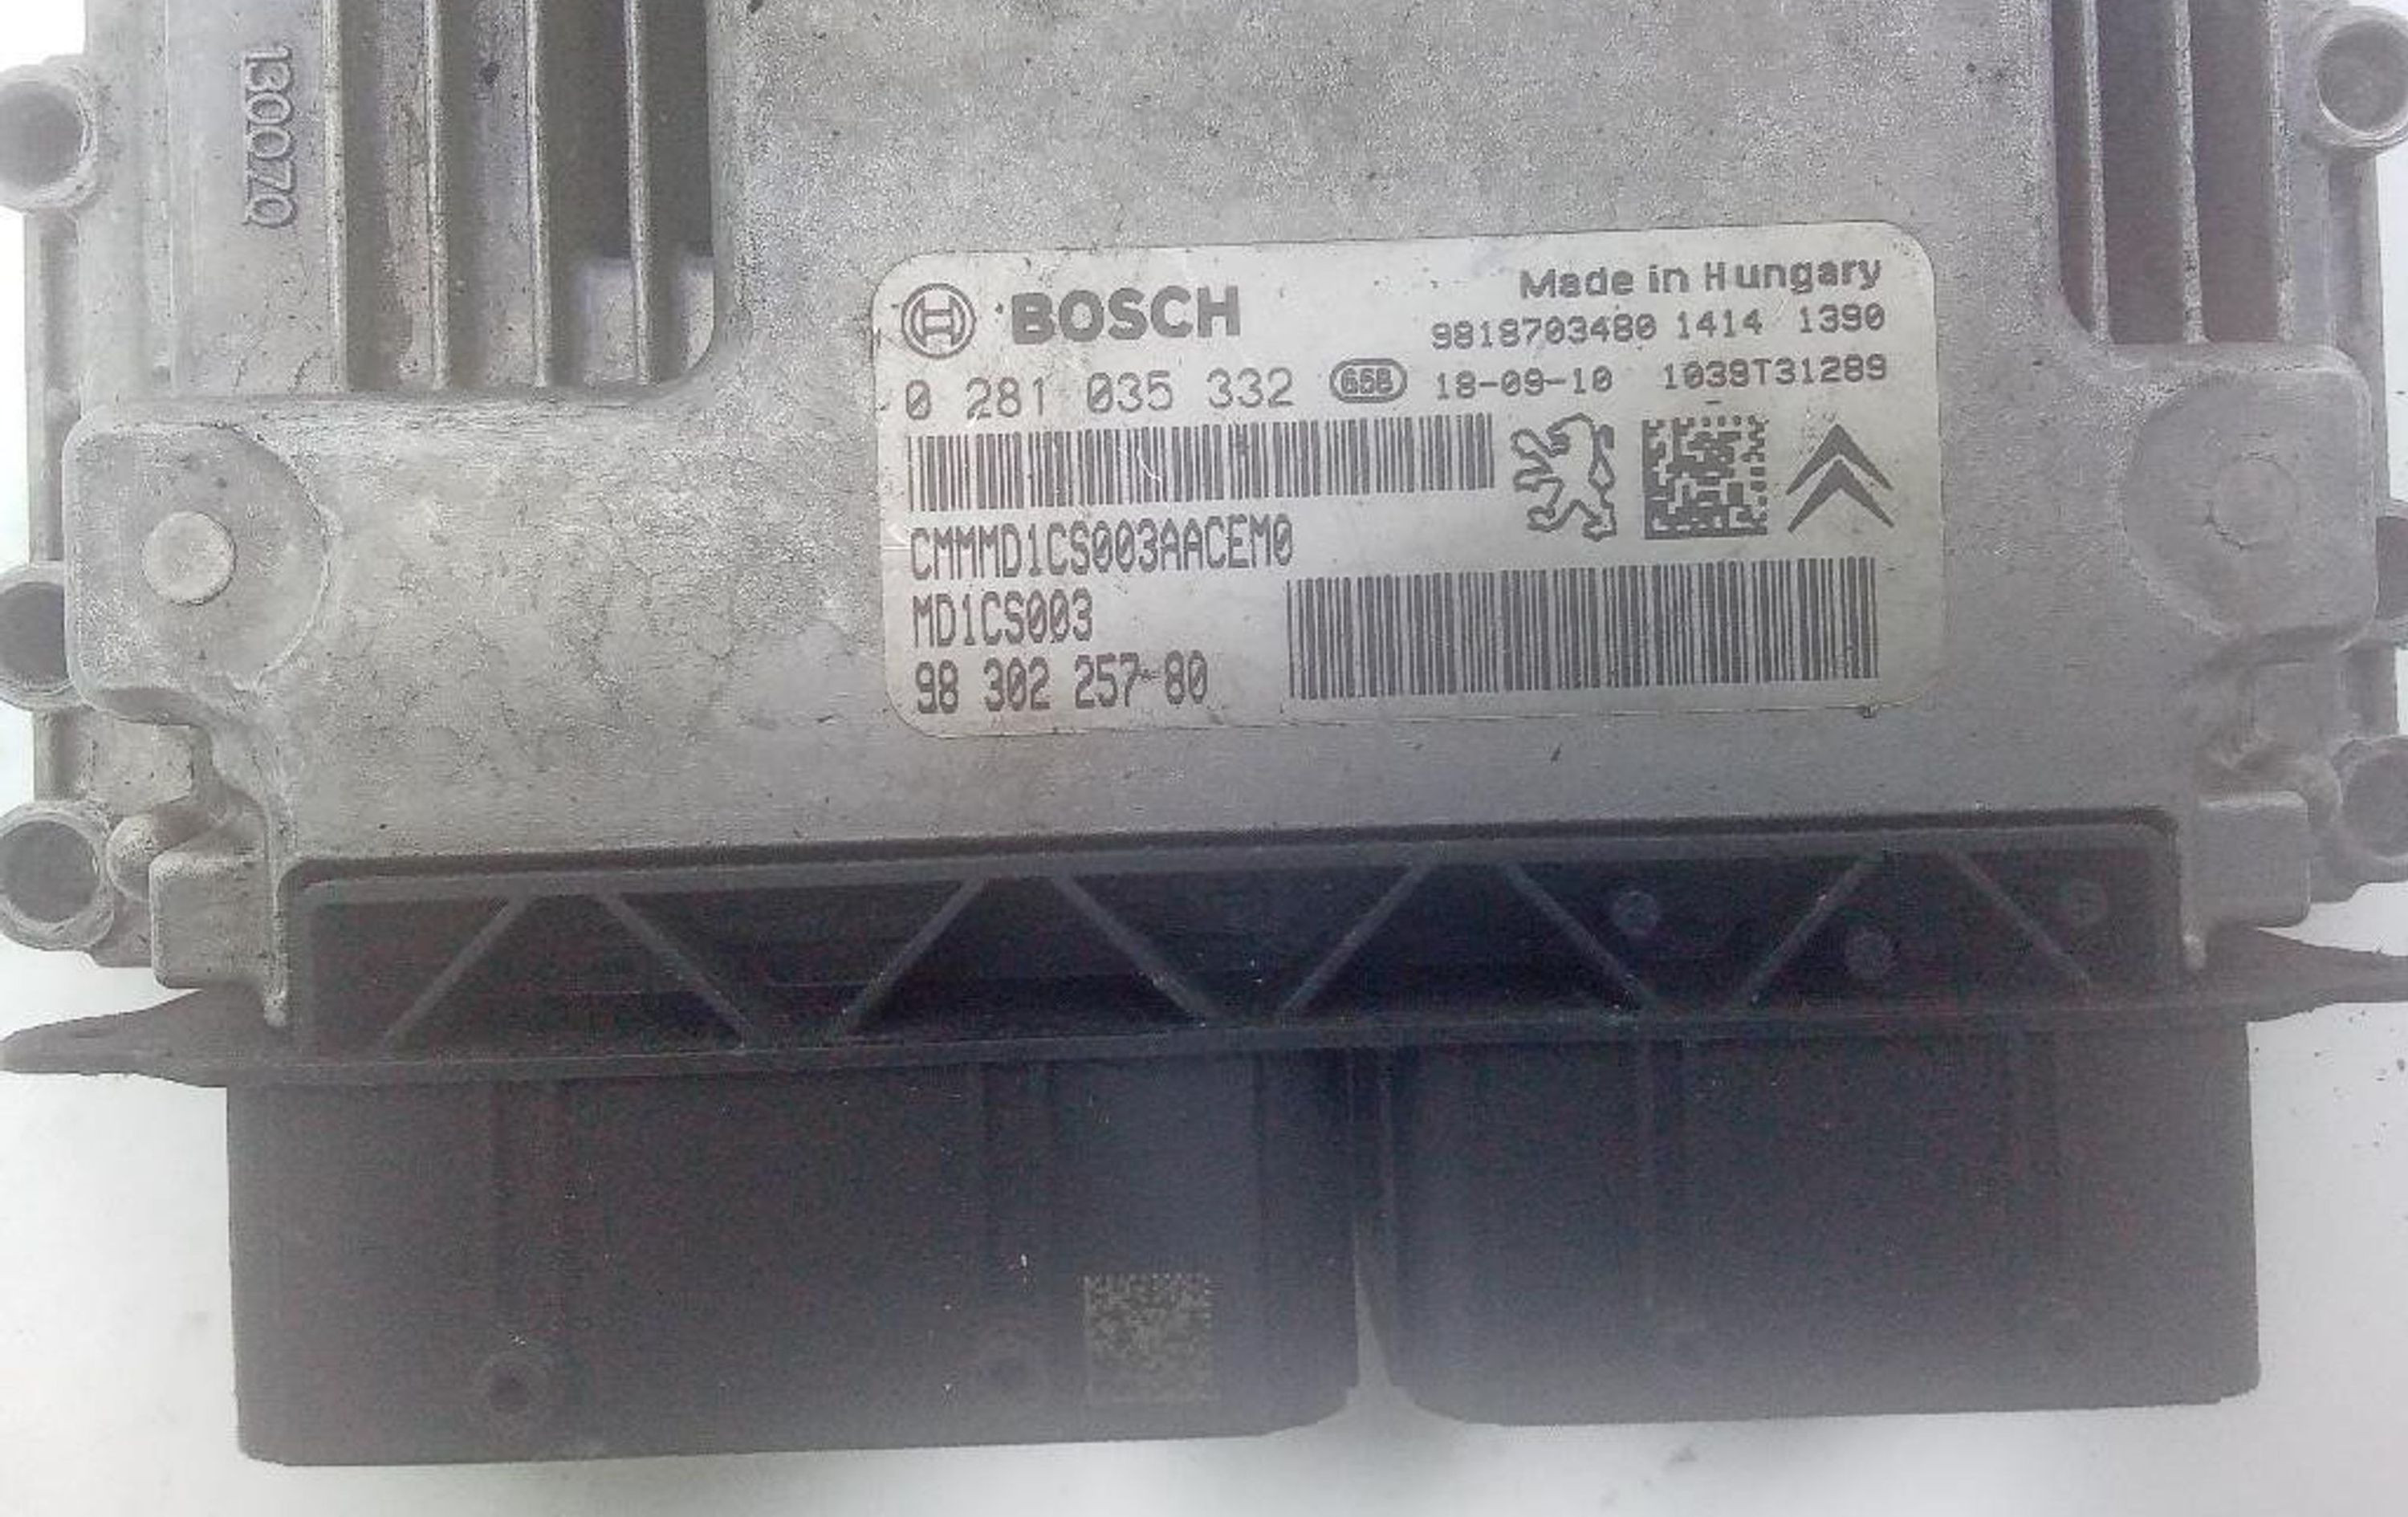 130070
BOSCH
Made in Hungary
9818703480 1414 1390
0 281 035 332 65B 18-09-10 1039T31289
CMMMD1CS003AACEM0
MD1CS003
98 302 257 80